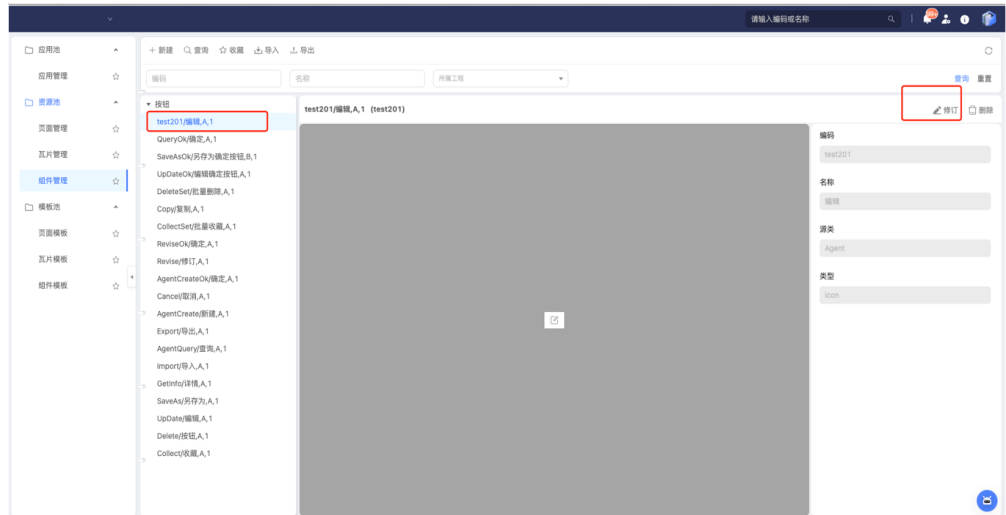 请输入编码或名称
99+
应用池
应用管理
资源池
页面管理
瓦片管理
组件管理
模板池
页面模板
瓦片模板
组件模板
新建 查询 收藏 导入 导出
编码 名称 所属工程 查询 重置
按钮
test201/编辑,A,1
QueryOk/确定,A,1
SaveAsOk/另存为确定按钮,B,1
UpDateOk/编辑确定按钮,A,1
DeleteSet/批量删除,A,1
Copy/复制,A,1
CollectSet/批量收藏,A,1
ReviseOk/确定,A,1
Revise/修订,A,1
AgentCreateOk/确定,A,1
Cancel/取消,A,1
AgentCreate/新建,A,1
Export/导出,A,1
AgentQuery/查询,A,1
Import/导入,A,1
GetInfo/详情,A,1
SaveAs/另存为,A,1
UpDate/编辑,A,1
Delete/按钮,A,1
Collect/收藏,A,1
test201/编辑,A,1 (test201)
修订 删除
编码
test201
名称
编辑
源类
Agent
类型
icon